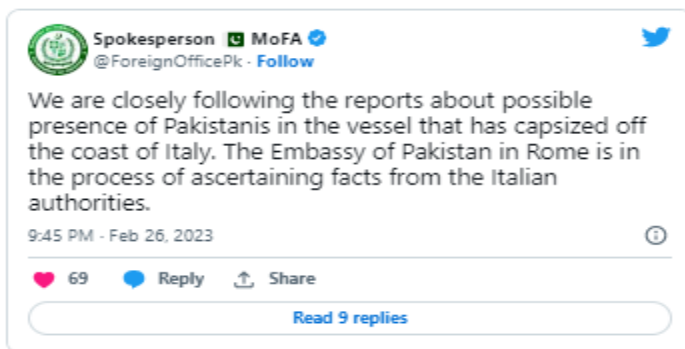 Spokesperson 🇵🇰 MoFA
@ForeignOfficePk · Follow
We are closely following the reports about possible
presence of Pakistanis in the vessel that has capsized off
the coast of Italy. The Embassy of Pakistan in Rome is in
the process of ascertaining facts from the Italian
authorities.
9:45 PM · Feb 26, 2023
69 Reply Share
Read 9 replies